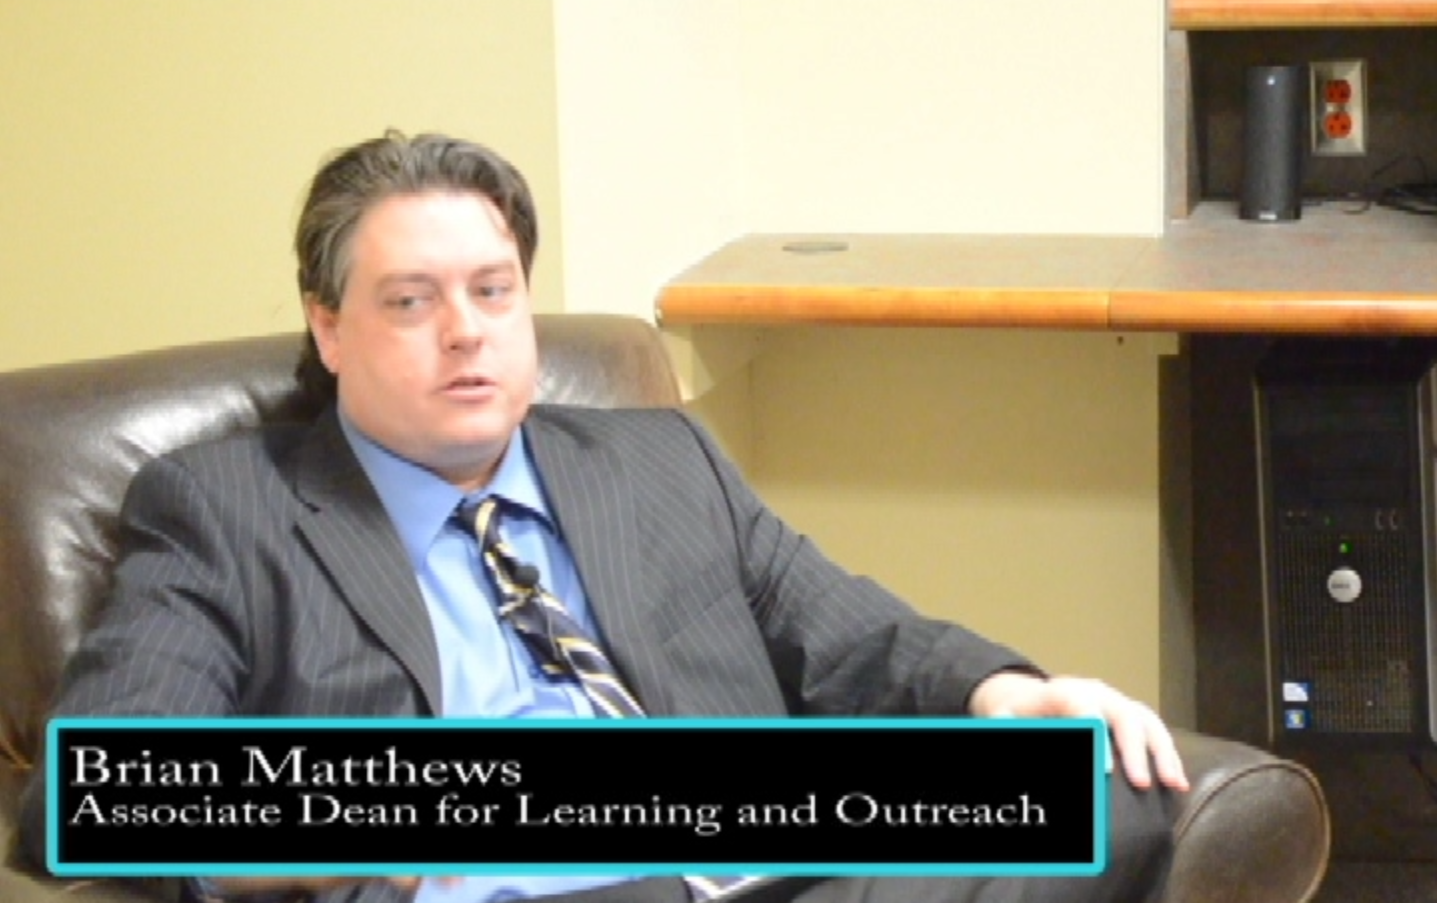 Brian Matthews
Associate Dean for Learning and Outreach